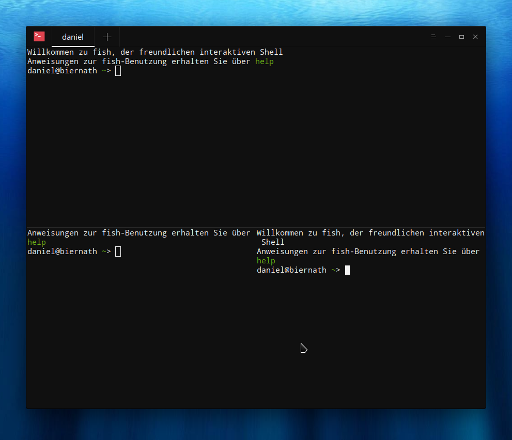 daniel
Willkommen zu fish, der freundlichen interaktiven Shell
Anweisungen zur fish-Benutzung erhalten Sie über help
daniel@biernath ~>
Anweisungen zur fish-Benutzung erhalten Sie über
help
daniel@biernath ~>
Willkommen zu fish, der freundlichen interaktiven
Shell
Anweisungen zur fish-Benutzung erhalten Sie über
help
daniel@biernath ~>